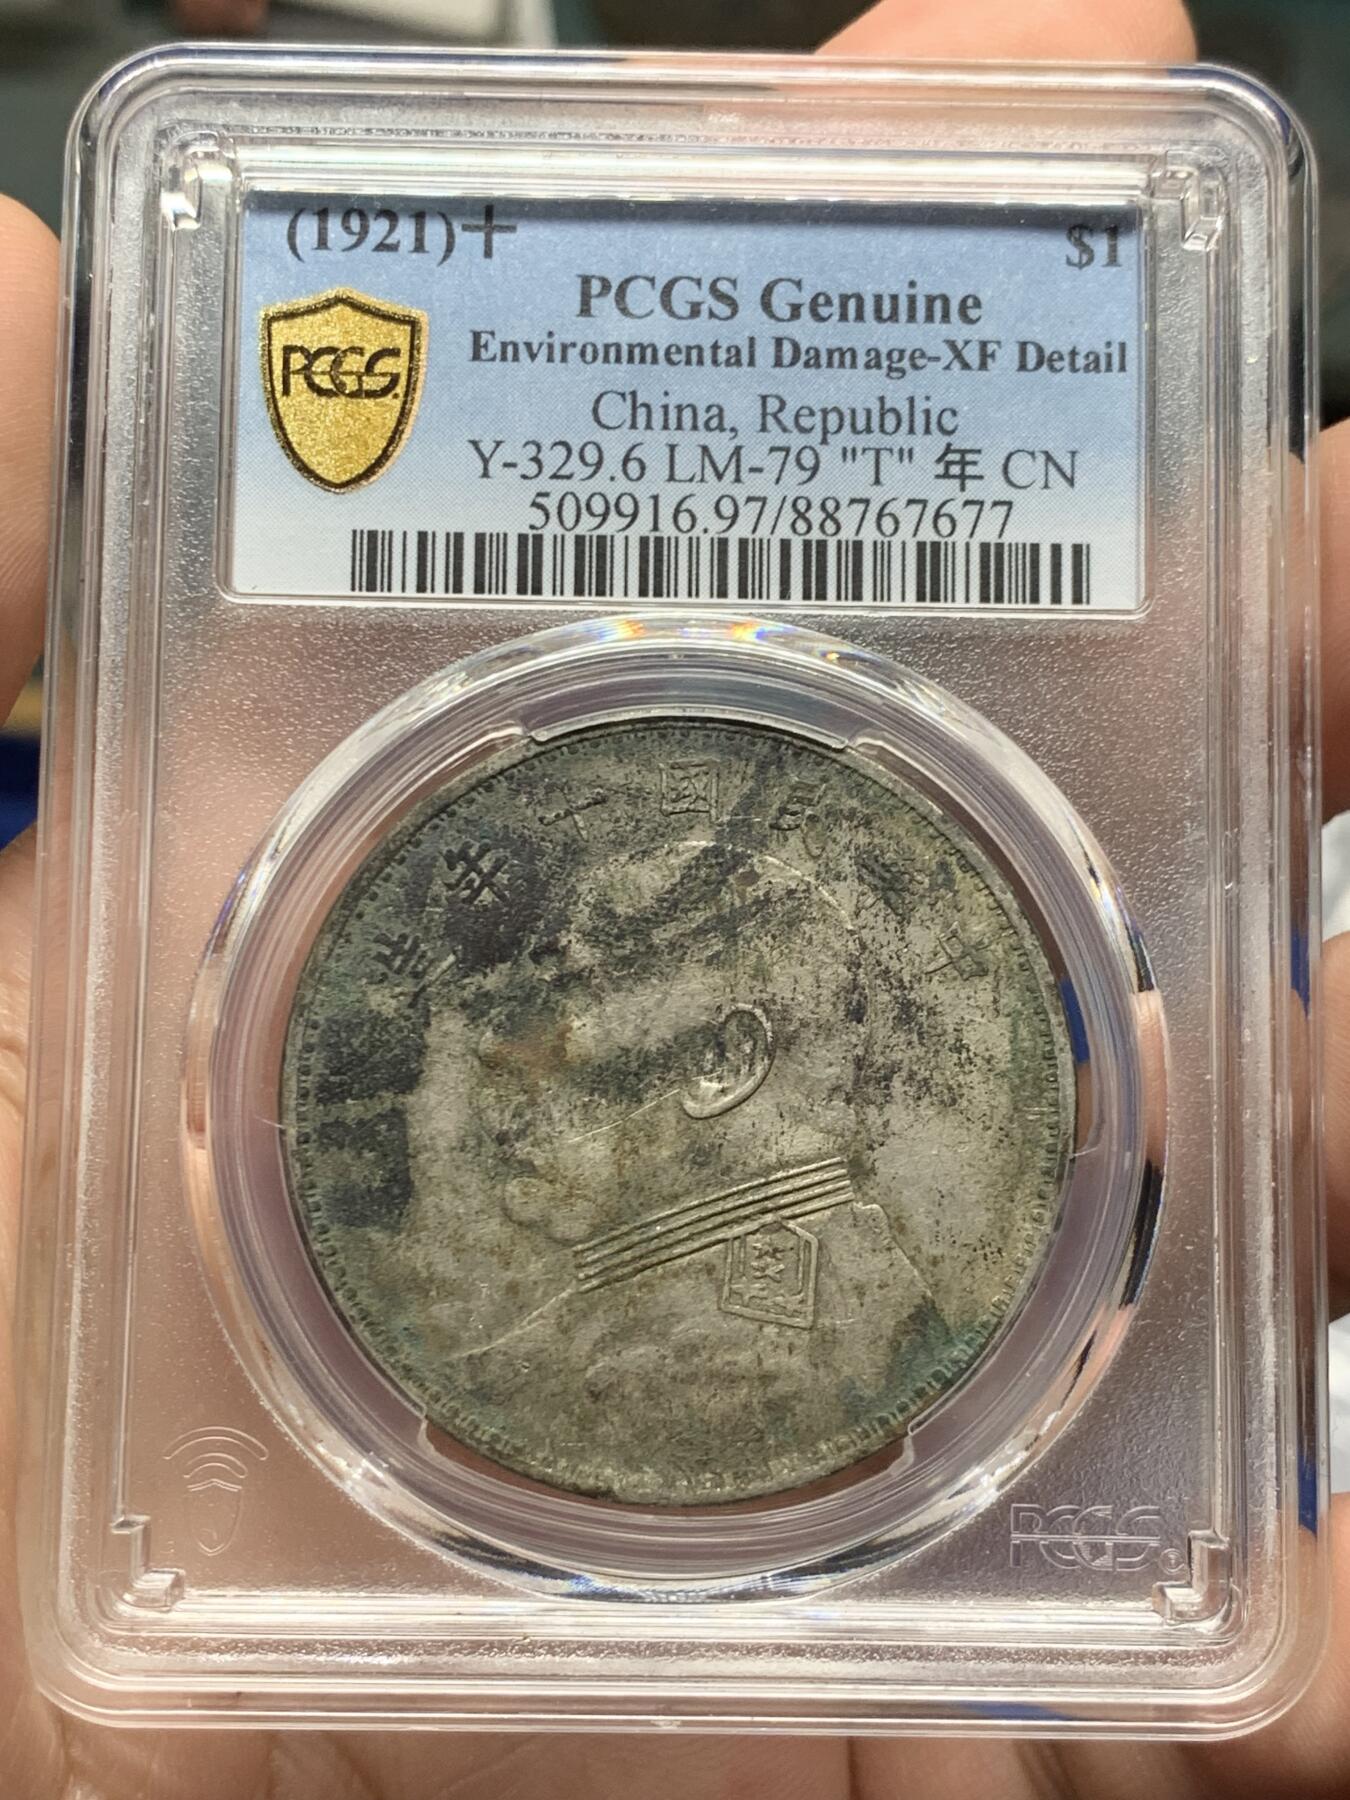 (1921)十 $1
PCGS Genuine
PCGS
Environmental Damage-XF Detail
China, Republic
Y-329.6 LM-79 "T" 年 CN
509916.97/88767677
造年十國民華中
PCGS